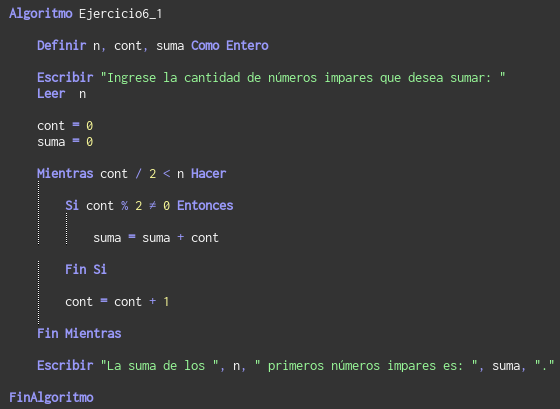 Algoritmo Ejercicio6_1
Definir n, cont, suma Como Entero
Escribir "Ingrese la cantidad de números impares que desea sumar: "
Leer  n
cont = 0
suma = 0
Mientras cont / 2 < n Hacer
Si cont % 2 ≠ 0 Entonces
suma = suma + cont
Fin Si
cont = cont + 1
Fin Mientras
Escribir "La suma de los ", n, " primeros números impares es: ", suma, "."
FinAlgoritmo